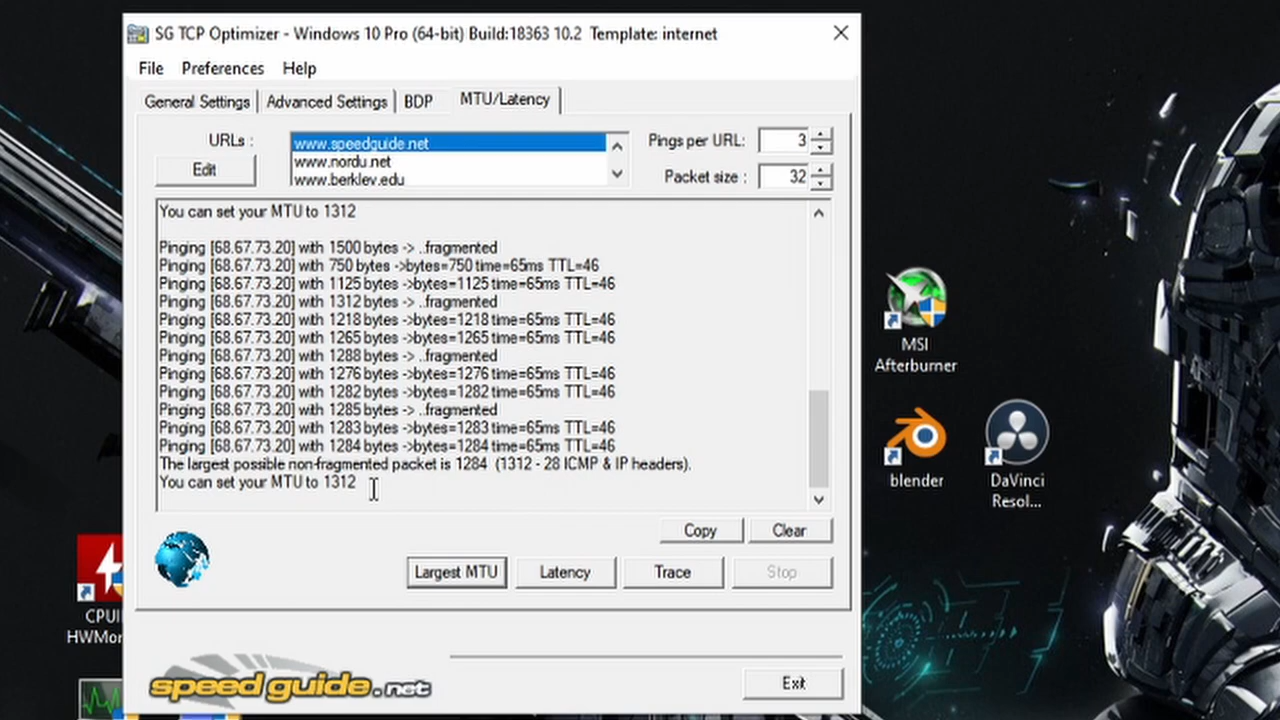 SG TCP Optimizer - Windows 10 Pro (64-bit) Build:18363 10.2 Template: internet
File Preferences Help
General Settings Advanced Settings BDP MTU/Latency
URLs :
Edit
www.speedguide.net
www.nordu.net
www.berkley.edu
Pings per URL: 3
Packet size : 32
You can set your MTU to 1312
Pinging [68.67.73.20] with 1500 bytes -> ..fragmented
Pinging [68.67.73.20] with 750 bytes ->bytes=750 time=65ms TTL=46
Pinging [68.67.73.20] with 1125 bytes ->bytes=1125 time=65ms TTL=46
Pinging [68.67.73.20] with 1312 bytes -> ..fragmented
Pinging [68.67.73.20] with 1218 bytes ->bytes=1218 time=65ms TTL=46
Pinging [68.67.73.20] with 1265 bytes ->bytes=1265 time=65ms TTL=46
Pinging [68.67.73.20] with 1288 bytes -> ..fragmented
Pinging [68.67.73.20] with 1276 bytes ->bytes=1276 time=65ms TTL=46
Pinging [68.67.73.20] with 1282 bytes ->bytes=1282 time=65ms TTL=46
Pinging [68.67.73.20] with 1285 bytes -> ..fragmented
Pinging [68.67.73.20] with 1283 bytes ->bytes=1283 time=65ms TTL=46
Pinging [68.67.73.20] with 1284 bytes ->bytes=1284 time=65ms TTL=46
The largest possible non-fragmented packet is 1284 (1312 - 28 ICMP & IP headers).
You can set your MTU to 1312
Copy Clear
Largest MTU Latency Trace Stop
speed guide.net
Exit
MSI
Afterburner
blender
DaVinci
Resol...
CPUI
HWMon